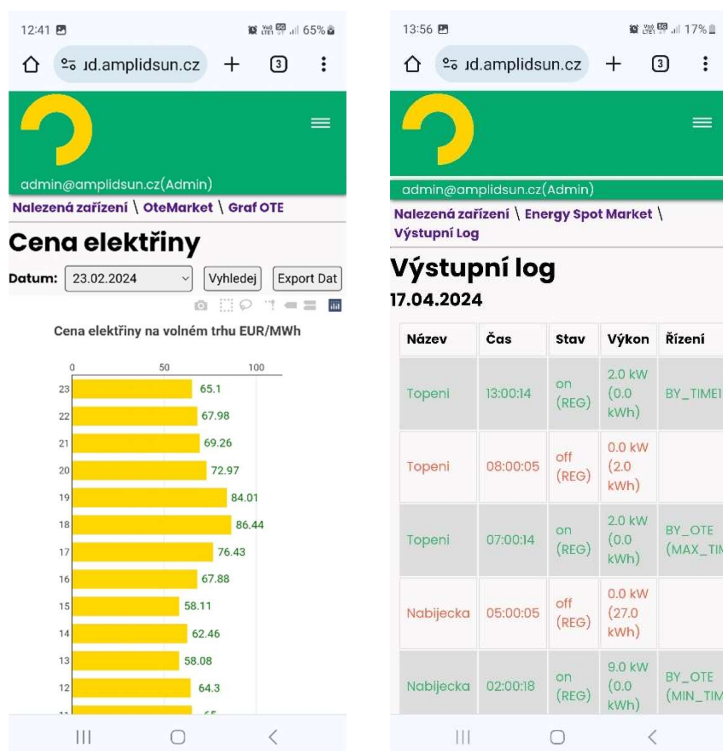 12:41
65%
ud.amplidsun.cz
3
admin@amplidsun.cz(Admin)
Nalezená zařízení \ OteMarket \ Graf OTE
Cena elektřiny
Datum: 23.02.2024 Vyhledej Export Dat
Cena elektřiny na volném trhu EUR/MWh
0 50 100
23 65.1
22 67.98
21 69.26
20 72.97
19 84.01
18 86.44
17 76.43
16 67.88
15 58.11
14 62.46
13 58.08
12 64.3
13:56
17%
ud.amplidsun.cz
3
admin@amplidsun.cz(Admin)
Nalezená zařízení \ Energy Spot Market \
Výstupní Log
Výstupní log
17.04.2024
Název Čas Stav Výkon Řízení
Topeni 13:00:14 on (REG) 2.0 kW (0.0 kWh) BY_TIME1
Topeni 08:00:05 off (REG) 0.0 kW (2.0 kWh)
Topeni 07:00:14 on (REG) 2.0 kW (0.0 kWh) BY_OTE (MAX_TIM
Nabijecka 05:00:05 off (REG) 0.0 kW (27.0 kWh)
Nabijecka 02:00:18 on (REG) 9.0 kW (0.0 kWh) BY_OTE (MIN_TIM